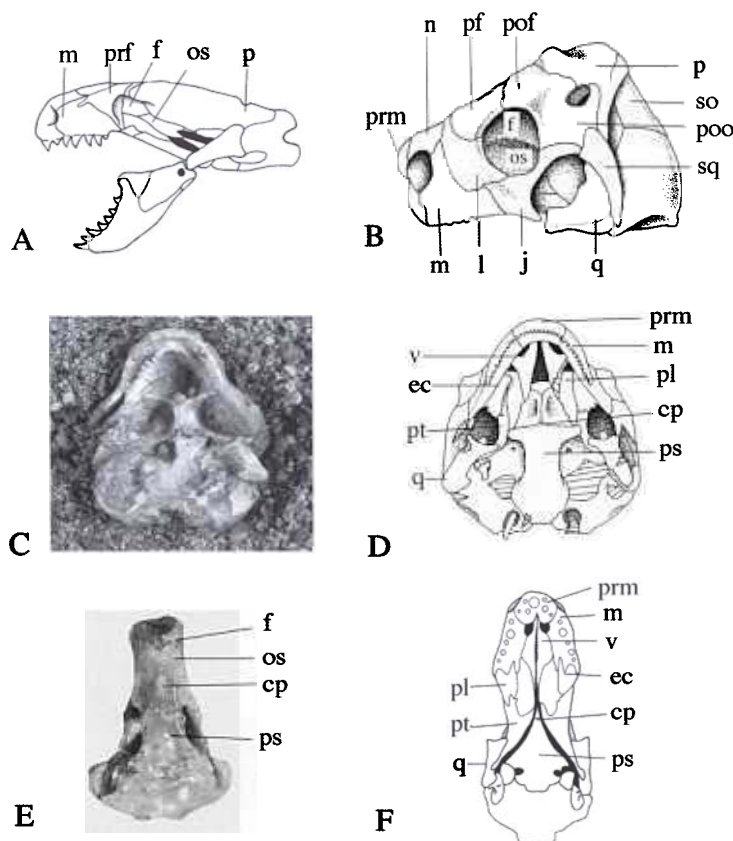 m prf f os p
A
n pf pof p
prm so
f poo
os sq
m l j q
B
C
prm
v m
ec pl
pt cp
q ps
D
f
os
cp
ps
E
prm
m
v
pl ec
pt cp
q ps
F